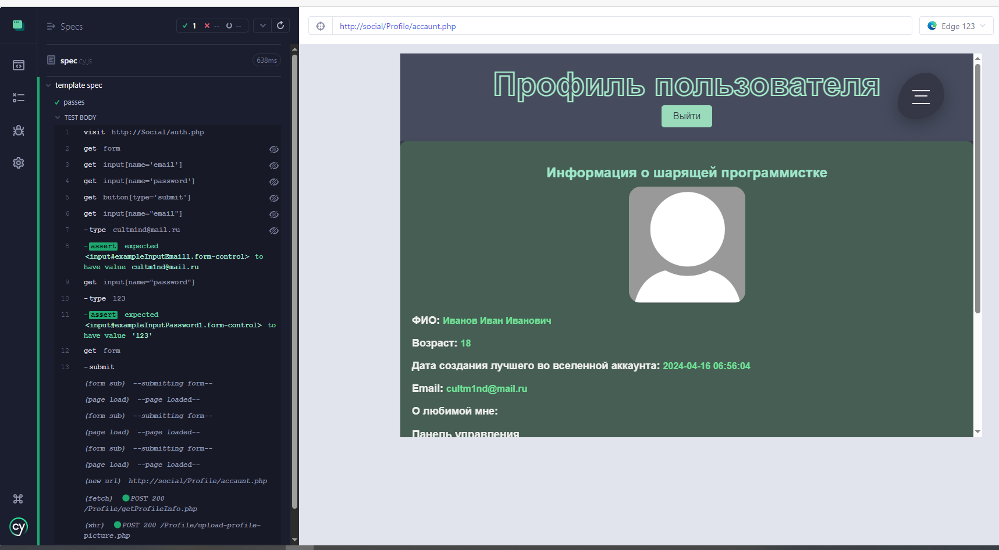 Specs
1 -- --
spec.cy.js
638ms
template spec
passes
TEST BODY
1 visit http://Social/auth.php
2 get form
3 get input[name='email']
4 get input[name='password']
5 get button[type='submit']
6 get input[name="email"]
7 -type cultm1nd@mail.ru
8 -assert expected
<input#exampleInputEmail1.form-control> to
have value cultm1nd@mail.ru
9 get input[name="password"]
10 -type 123
11 -assert expected
<input#exampleInputPassword1.form-control> to
have value '123'
12 get form
13 -submit
(form sub) --submitting form--
(page load) --page loaded--
(form sub) --submitting form--
(page load) --page loaded--
(form sub) --submitting form--
(page load) --page loaded--
(new url) http://social/Profile/accaunt.php
(fetch) POST 200
/Profile/getProfileInfo.php
(xhr) POST 200 /Profile/upload-profile-
picture.php
cy
http://social/Profile/accaunt.php
Edge 123
Профиль пользователя
Выйти
Информация о шарящей программистке
ФИО: Иванов Иван Иванович
Возраст: 18
Дата создания лучшего во вселенной аккаунта: 2024-04-16 06:56:04
Email: cultm1nd@mail.ru
О любимой мне:
Панель управления